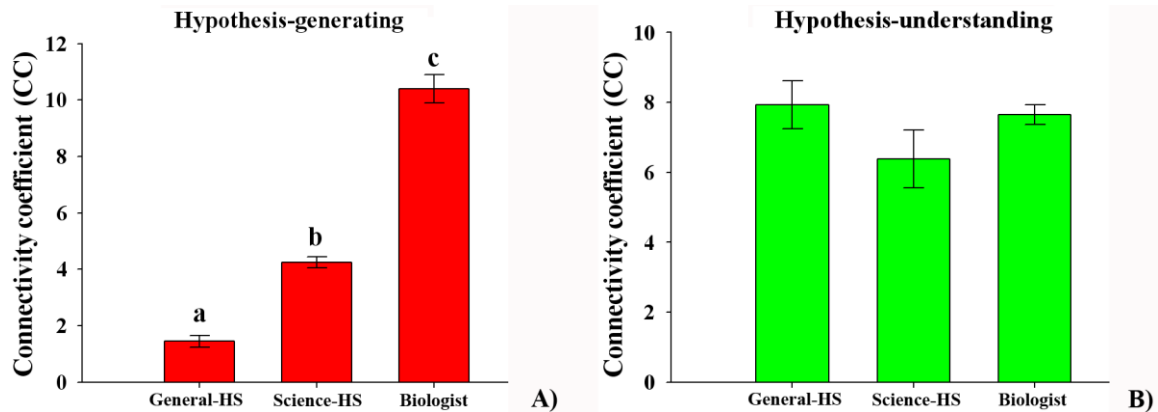 Hypothesis-generating
Connectivity coefficient (CC)
12
10
8
6
4
2
0
a
b
c
General-HS Science-HS Biologist
A)
Hypothesis-understanding
Connectivity coefficient (CC)
10
8
6
4
2
0
General-HS Science-HS Biologist
B)